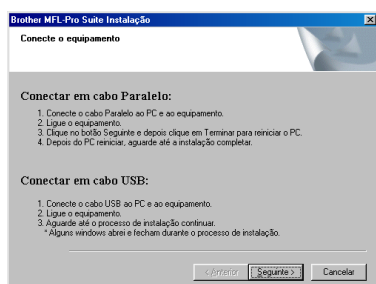 Brother MFL-Pro Suite Instalação
Conecte o equipamento
Conectar em cabo Paralelo:
1. Conecte o cabo Paralelo ao PC e ao equipamento.
2. Ligue o equipamento.
3. Clique no botão Seguinte e depois clique em Terminar para reiniciar o PC.
4. Depois do PC reiniciar, aguarde até a instalação completar.
Conectar em cabo USB:
1. Conecte o cabo USB ao PC e ao equipamento.
2. Ligue o equipamento.
3. Aguarde até o processo de instalação continuar.
* Alguns windows abrei e fecham durante o processo de instalação.
< Anterior Seguinte > Cancelar